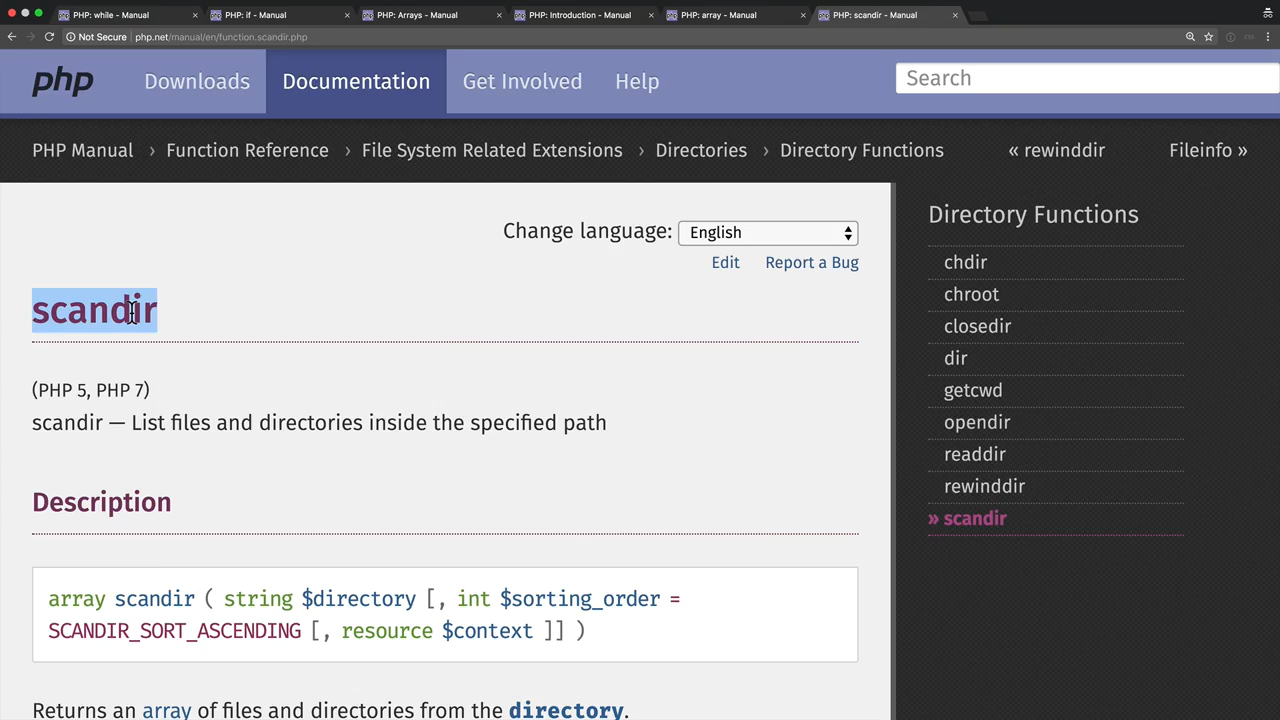 PHP: while - Manual
PHP: if - Manual
PHP: Arrays - Manual
PHP: Introduction - Manual
PHP: array - Manual
PHP: scandir - Manual
Not Secure | php.net/manual/en/function.scandir.php
php Downloads Documentation Get Involved Help Search
PHP Manual › Function Reference › File System Related Extensions › Directories › Directory Functions « rewinddir Fileinfo »
Change language: English
Edit Report a Bug
scandir
(PHP 5, PHP 7)
scandir — List files and directories inside the specified path
Description
array scandir ( string $directory [, int $sorting_order =
SCANDIR_SORT_ASCENDING [, resource $context ]] )
Returns an array of files and directories from the directory.
Directory Functions
chdir
chroot
closedir
dir
getcwd
opendir
readdir
rewinddir
» scandir